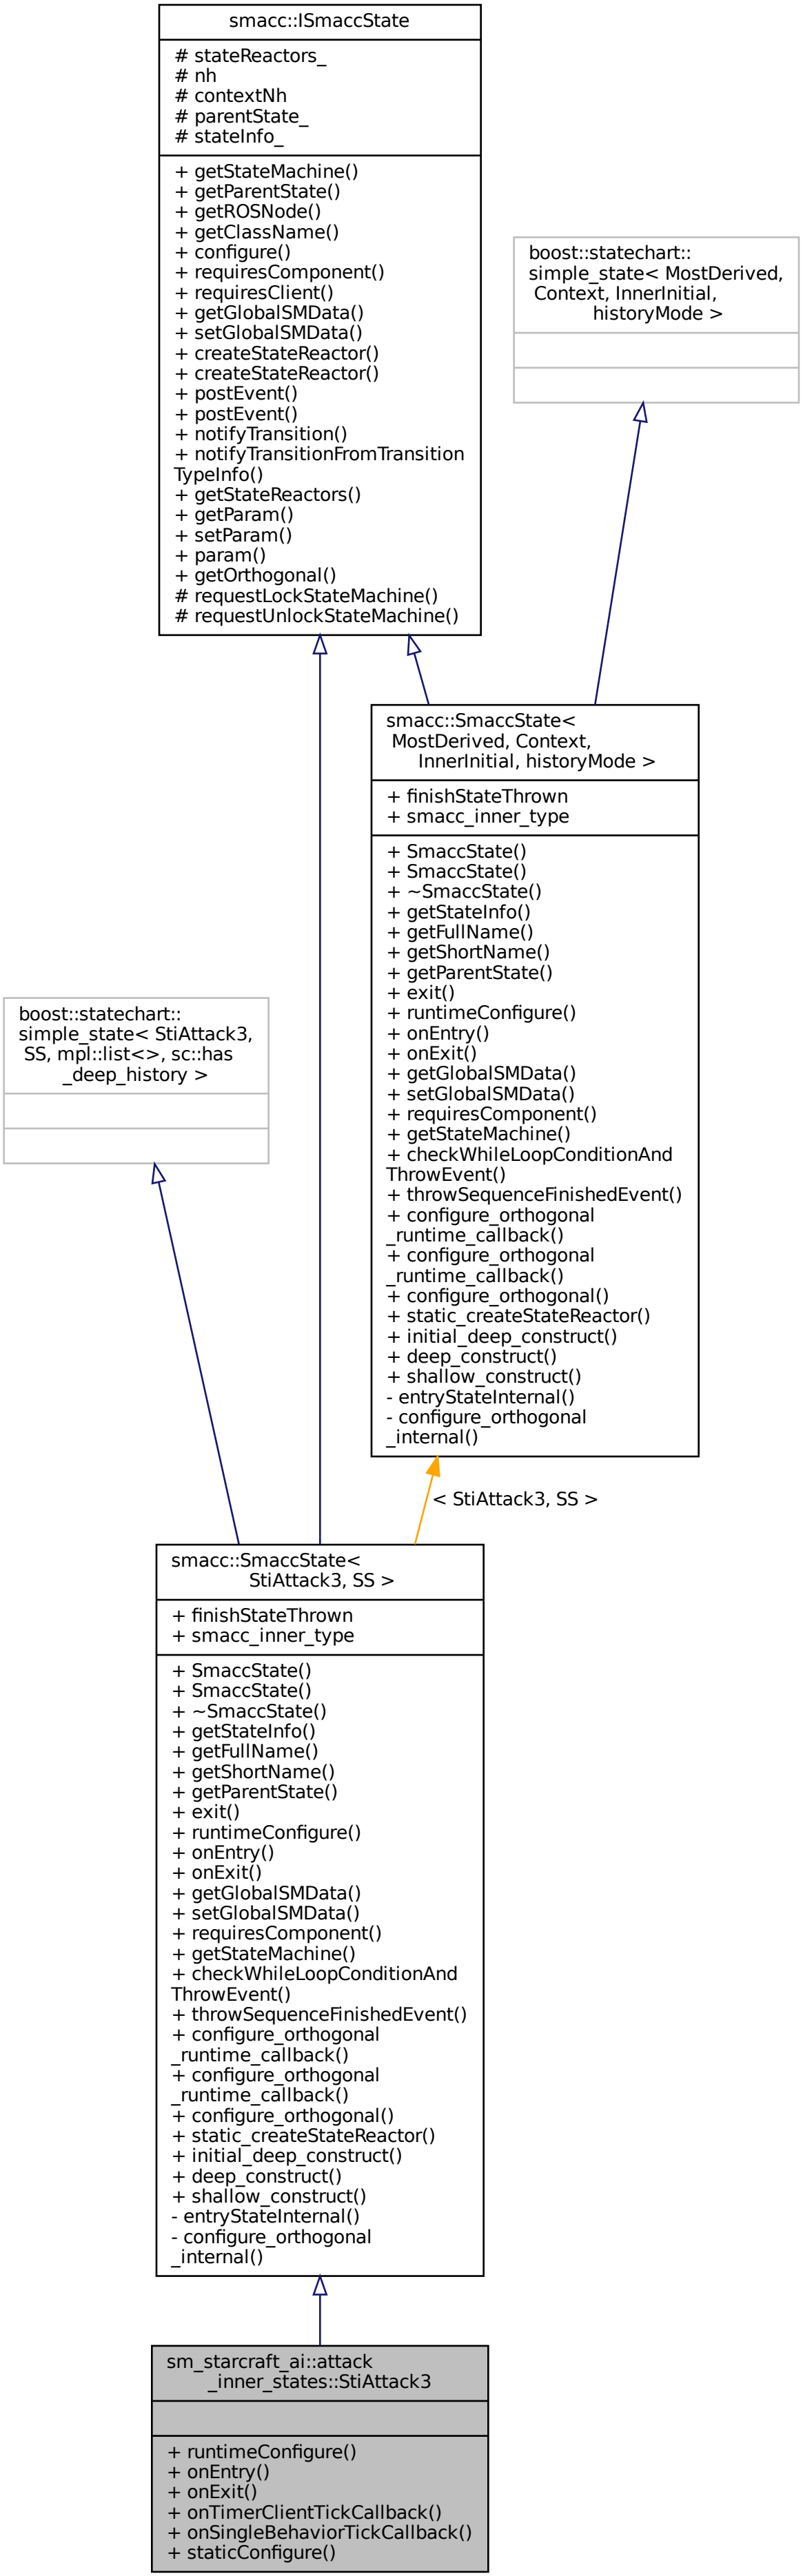 smacc::ISmaccState
# stateReactors_
# nh
# contextNh
# parentState_
# stateInfo_
+ getStateMachine()
+ getParentState()
+ getROSNode()
+ getClassName()
+ configure()
+ requiresComponent()
+ requiresClient()
+ getGlobalSMData()
+ setGlobalSMData()
+ createStateReactor()
+ createStateReactor()
+ postEvent()
+ postEvent()
+ notifyTransition()
+ notifyTransitionFromTransition
TypeInfo()
+ getStateReactors()
+ getParam()
+ setParam()
+ param()
+ getOrthogonal()
# requestLockStateMachine()
# requestUnlockStateMachine()
boost::statechart::
simple_state< MostDerived,
Context, InnerInitial,
historyMode >
smacc::SmaccState<
MostDerived, Context,
InnerInitial, historyMode >
+ finishStateThrown
+ smacc_inner_type
+ SmaccState()
+ SmaccState()
+ ~SmaccState()
+ getStateInfo()
+ getFullName()
+ getShortName()
+ getParentState()
+ exit()
+ runtimeConfigure()
+ onEntry()
+ onExit()
+ getGlobalSMData()
+ setGlobalSMData()
+ requiresComponent()
+ getStateMachine()
+ checkWhileLoopConditionAnd
ThrowEvent()
+ throwSequenceFinishedEvent()
+ configure_orthogonal
_runtime_callback()
+ configure_orthogonal
_runtime_callback()
+ configure_orthogonal()
+ static_createStateReactor()
+ initial_deep_construct()
+ deep_construct()
+ shallow_construct()
- entryStateInternal()
- configure_orthogonal
_internal()
boost::statechart::
simple_state< StiAttack3,
SS, mpl::list<>, sc::has
_deep_history >
< StiAttack3, SS >
smacc::SmaccState<
StiAttack3, SS >
+ finishStateThrown
+ smacc_inner_type
+ SmaccState()
+ SmaccState()
+ ~SmaccState()
+ getStateInfo()
+ getFullName()
+ getShortName()
+ getParentState()
+ exit()
+ runtimeConfigure()
+ onEntry()
+ onExit()
+ getGlobalSMData()
+ setGlobalSMData()
+ requiresComponent()
+ getStateMachine()
+ checkWhileLoopConditionAnd
ThrowEvent()
+ throwSequenceFinishedEvent()
+ configure_orthogonal
_runtime_callback()
+ configure_orthogonal
_runtime_callback()
+ configure_orthogonal()
+ static_createStateReactor()
+ initial_deep_construct()
+ deep_construct()
+ shallow_construct()
- entryStateInternal()
- configure_orthogonal
_internal()
sm_starcraft_ai::attack
_inner_states::StiAttack3
+ runtimeConfigure()
+ onEntry()
+ onExit()
+ onTimerClientTickCallback()
+ onSingleBehaviorTickCallback()
+ staticConfigure()